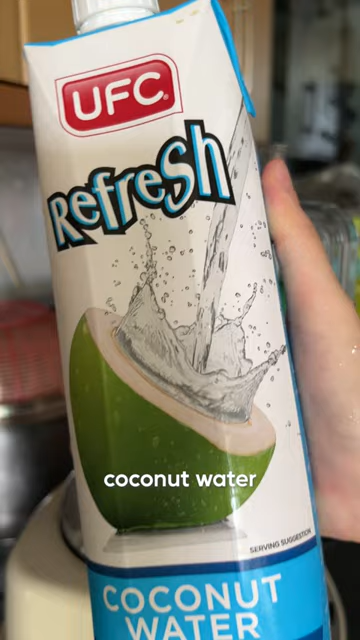 UFC
Refresh
coconut water
SERVING SUGGESTION
COCONUT
WATER